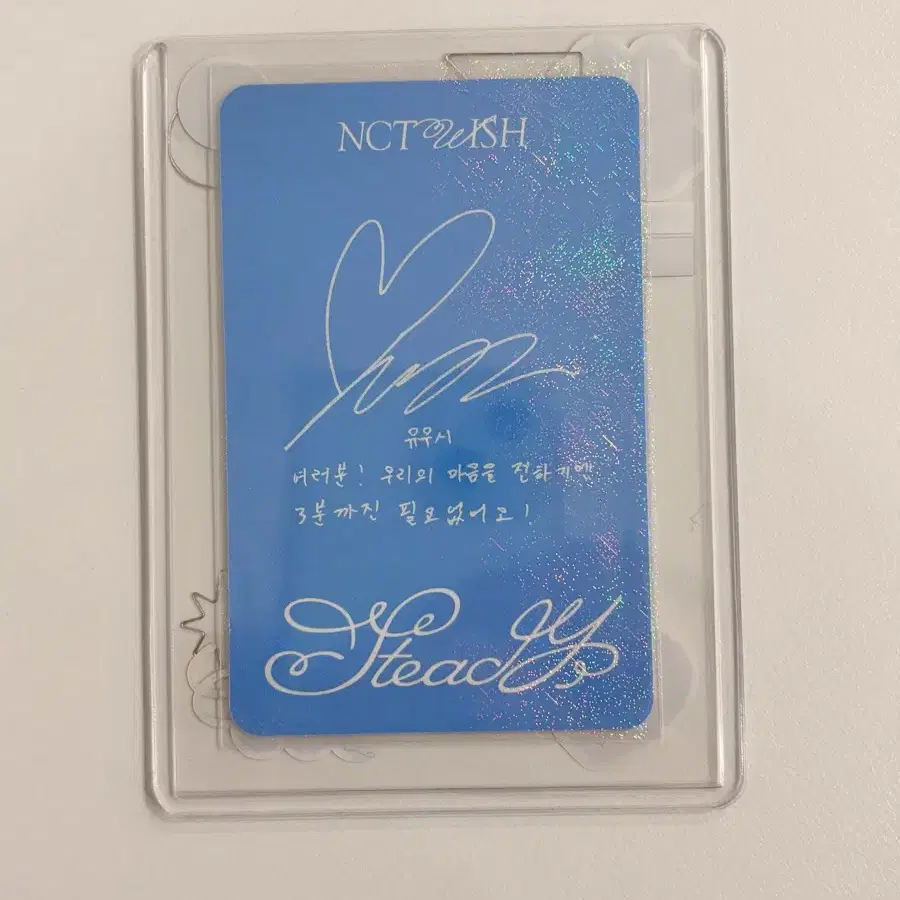 NCT WISH
유우시
여러분! 우리의 마음을 전하기엔
3분까진 필요없어요!
Steady